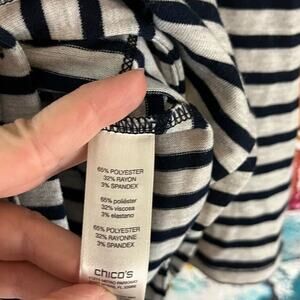 65% POLYESTER
32% RAYON
3% SPANDEX
65% poliéster
32% viscosa
3% elastano
65% POLYESTER
32% RAYONNE
3% SPANDEX
chico's